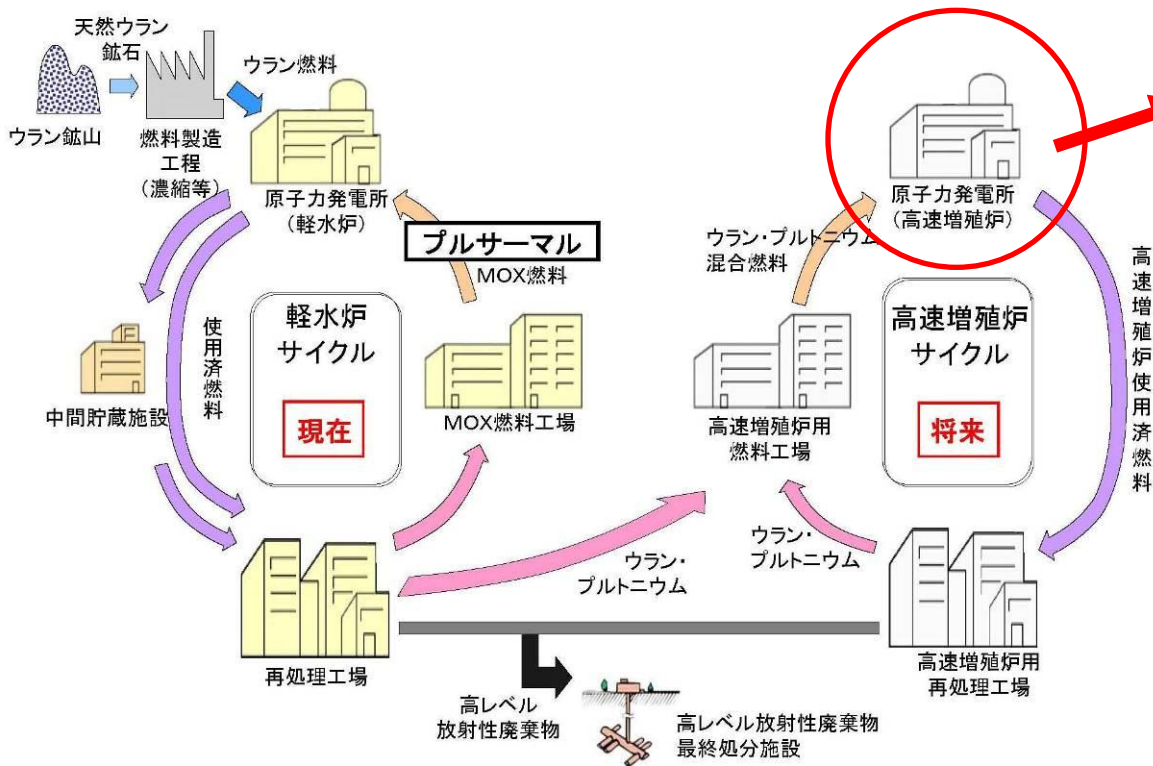 天然ウラン
鉱石
ウラン燃料
ウラン鉱山
燃料製造
工程
（濃縮等）
原子力発電所
（軽水炉）
プルサーマル
MOX燃料
使用済燃料
中間貯蔵施設
軽水炉
サイクル
現在
MOX燃料工場
再処理工場
原子力発電所
（高速増殖炉）
ウラン・プルトニウム
混合燃料
高速増殖炉
サイクル
将来
高速増殖炉使用済燃料
高速増殖炉用
燃料工場
ウラン・
プルトニウム
ウラン・
プルトニウム
高速増殖炉用
再処理工場
高レベル
放射性廃棄物
高レベル放射性廃棄物
最終処分施設